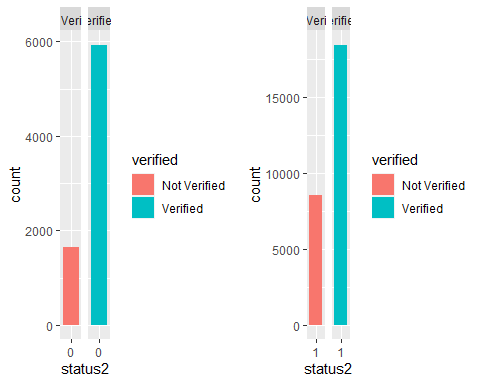 Veri erifie
6000
4000
2000
0
count
0 0
status2
verified
Not Verified
Verified
Veri erifie
15000
10000
5000
0
count
1 1
status2
verified
Not Verified
Verified